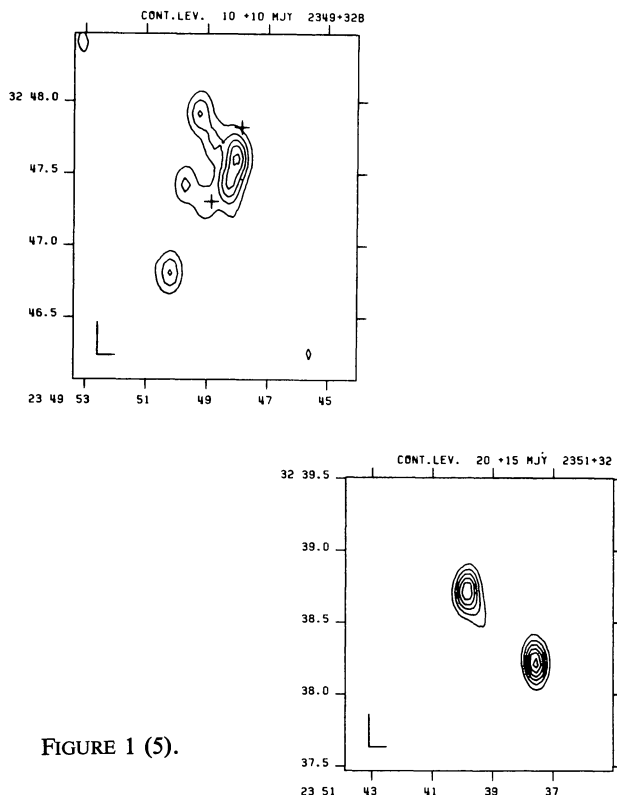 CONT.LEV. 10 +10 MJY 2349+32B
32 48.0
47.5
47.0
46.5
23 49 53 51 49 47 45
CONT.LEV. 20 +15 MJY 2351+32
32 39.5
39.0
38.5
38.0
37.5
23 51 43 41 39 37
FIGURE 1 (5).